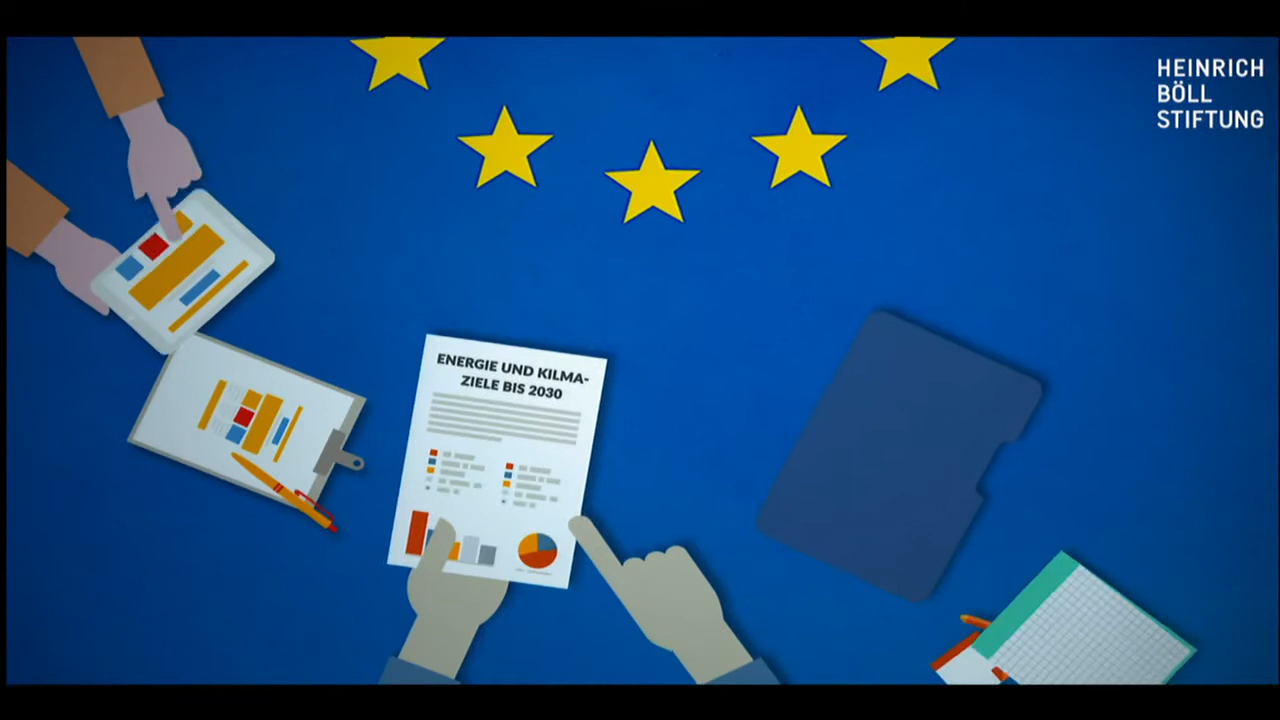 HEINRICH
BÖLL
STIFTUNG
ENERGIE UND KILMA-
ZIELE BIS 2030